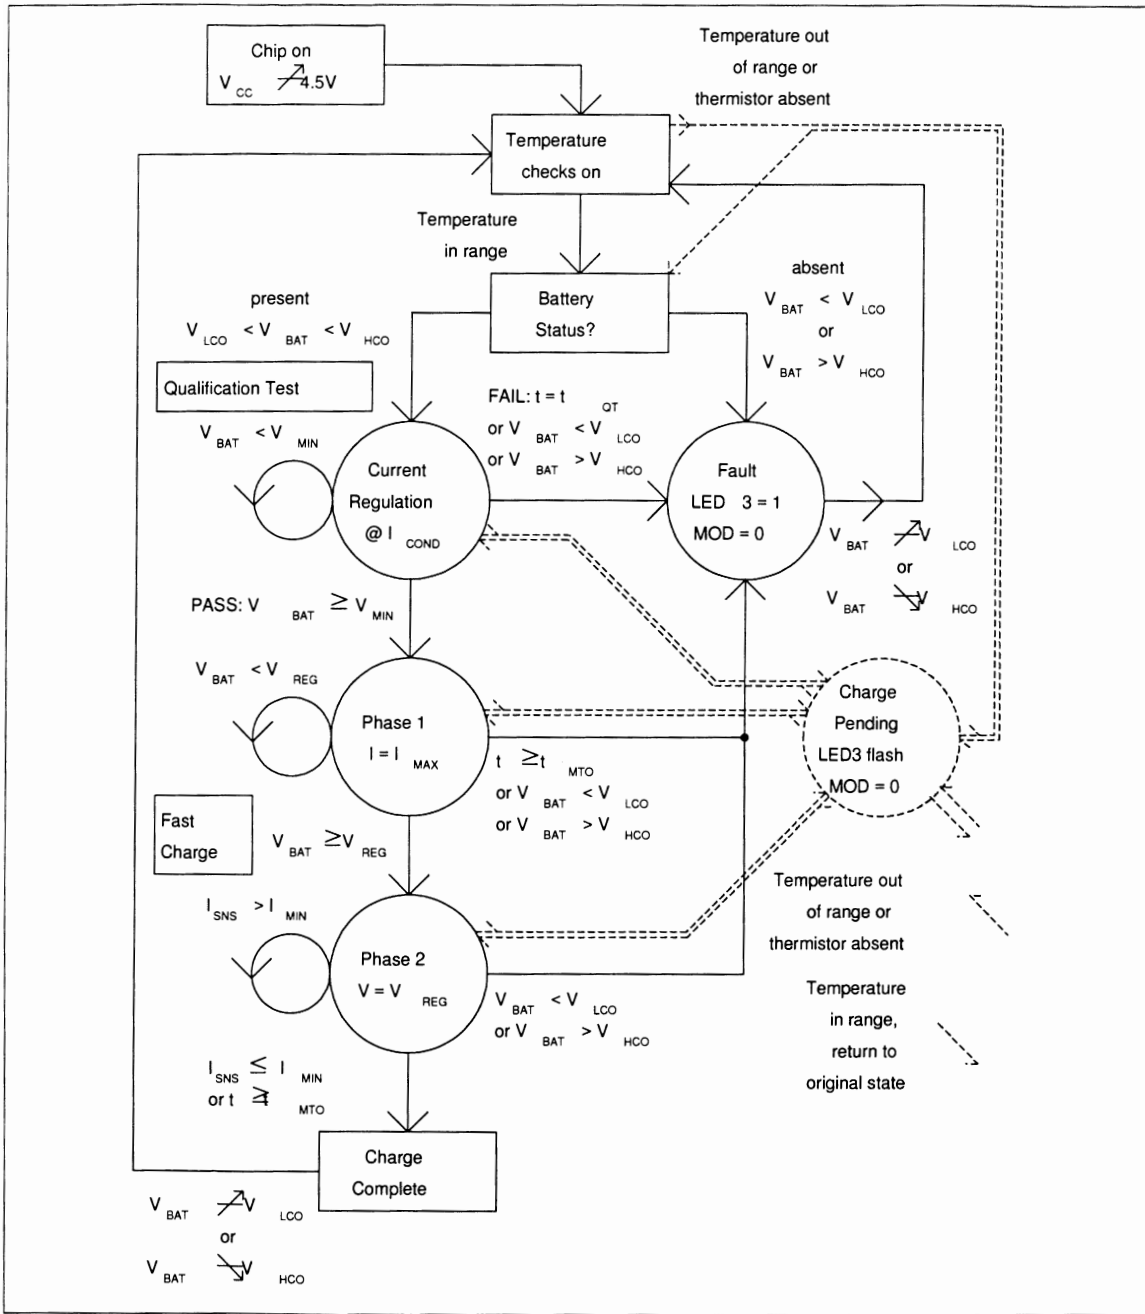 Chip on
V CC ↗ 4.5V
Temperature out
of range or
thermistor absent
Temperature
checks on
Temperature
in range
Battery
Status?
absent
V BAT < V LCO
or
V BAT > V HCO
present
V LCO < V BAT < V HCO
Qualification Test
V BAT < V MIN
FAIL: t = t QT
or V BAT < V LCO
or V BAT > V HCO
Current
Regulation
@ I COND
Fault
LED 3 = 1
MOD = 0
V BAT ↗ V LCO
or
V BAT ↘ V HCO
PASS: V BAT ≥ V MIN
V BAT < V REG
Phase 1
I = I MAX
t ≥ t MTO
or V BAT < V LCO
or V BAT > V HCO
Charge
Pending
LED3 flash
MOD = 0
Fast
Charge
V BAT ≥ V REG
I SNS > I MIN
Phase 2
V = V REG
V BAT < V LCO
or V BAT > V HCO
Temperature out
of range or
thermistor absent
Temperature
in range,
return to
original state
I SNS ≤ I MIN
or t ≥ t MTO
Charge
Complete
V BAT ↗ V LCO
or
V BAT ↘ V HCO